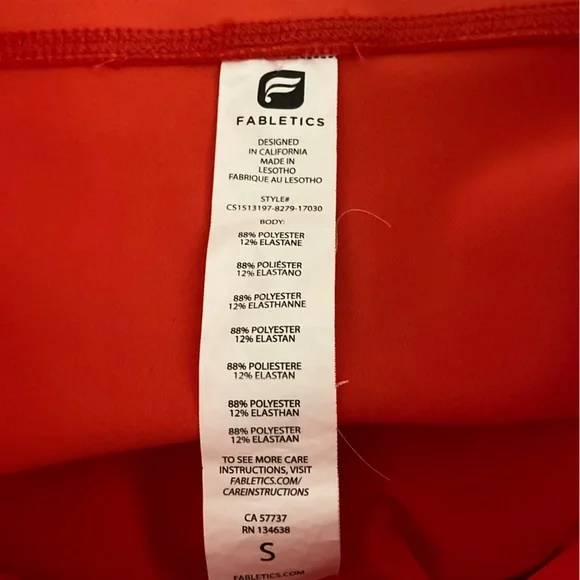 FABLETICS
DESIGNED
IN CALIFORNIA
MADE IN
LESOTHO
FABRIQUE AU LESOTHO
STYLE#
CS1513197-8279-17030
BODY:
88% POLYESTER
12% ELASTANE
88% POLIÉSTER
12% ELASTANO
88% POLYESTER
12% ELASTHANNE
88% POLYESTER
12% ELASTAN
88% POLIESTERE
12% ELASTAN
88% POLYESTER
12% ELASTHAN
88% POLYESTER
12% ELASTAAN
TO SEE MORE CARE
INSTRUCTIONS, VISIT
FABLETICS.COM/
CAREINSTRUCTIONS
CA 57737
RN 134638
S
FABLETICS.COM